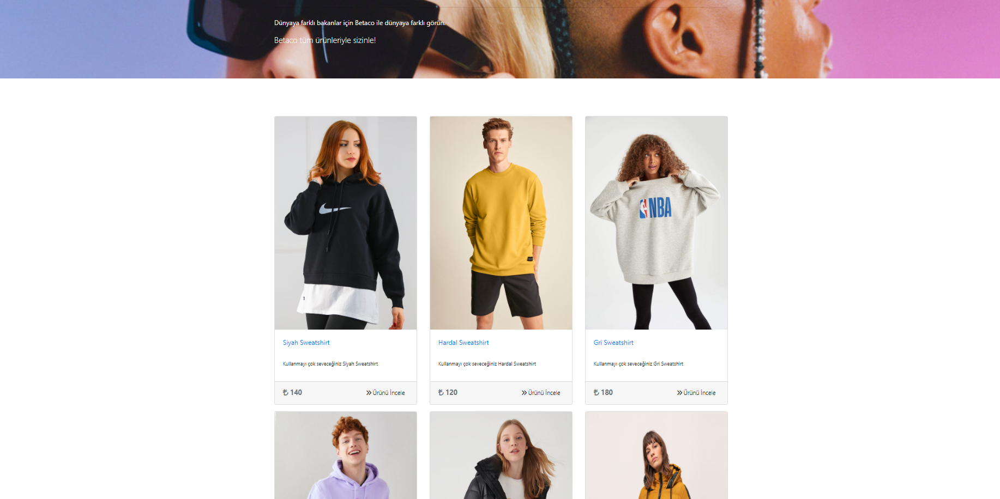 Dünyaya farklı bakanlar için Betaco ile dünyaya farklı görün.
Betaco tüm ürünleriyle sizinle!
NBA
Siyah Sweatshirt
Kullanmayı çok seveceğiniz Siyah Sweatshirt
₺ 140
Ürünü İncele
Hardal Sweatshirt
Kullanmayı çok seveceğiniz Hardal Sweatshirt
₺ 120
Ürünü İncele
Gri Sweatshirt
Kullanmayı çok seveceğiniz Gri Sweatshirt
₺ 180
Ürünü İncele